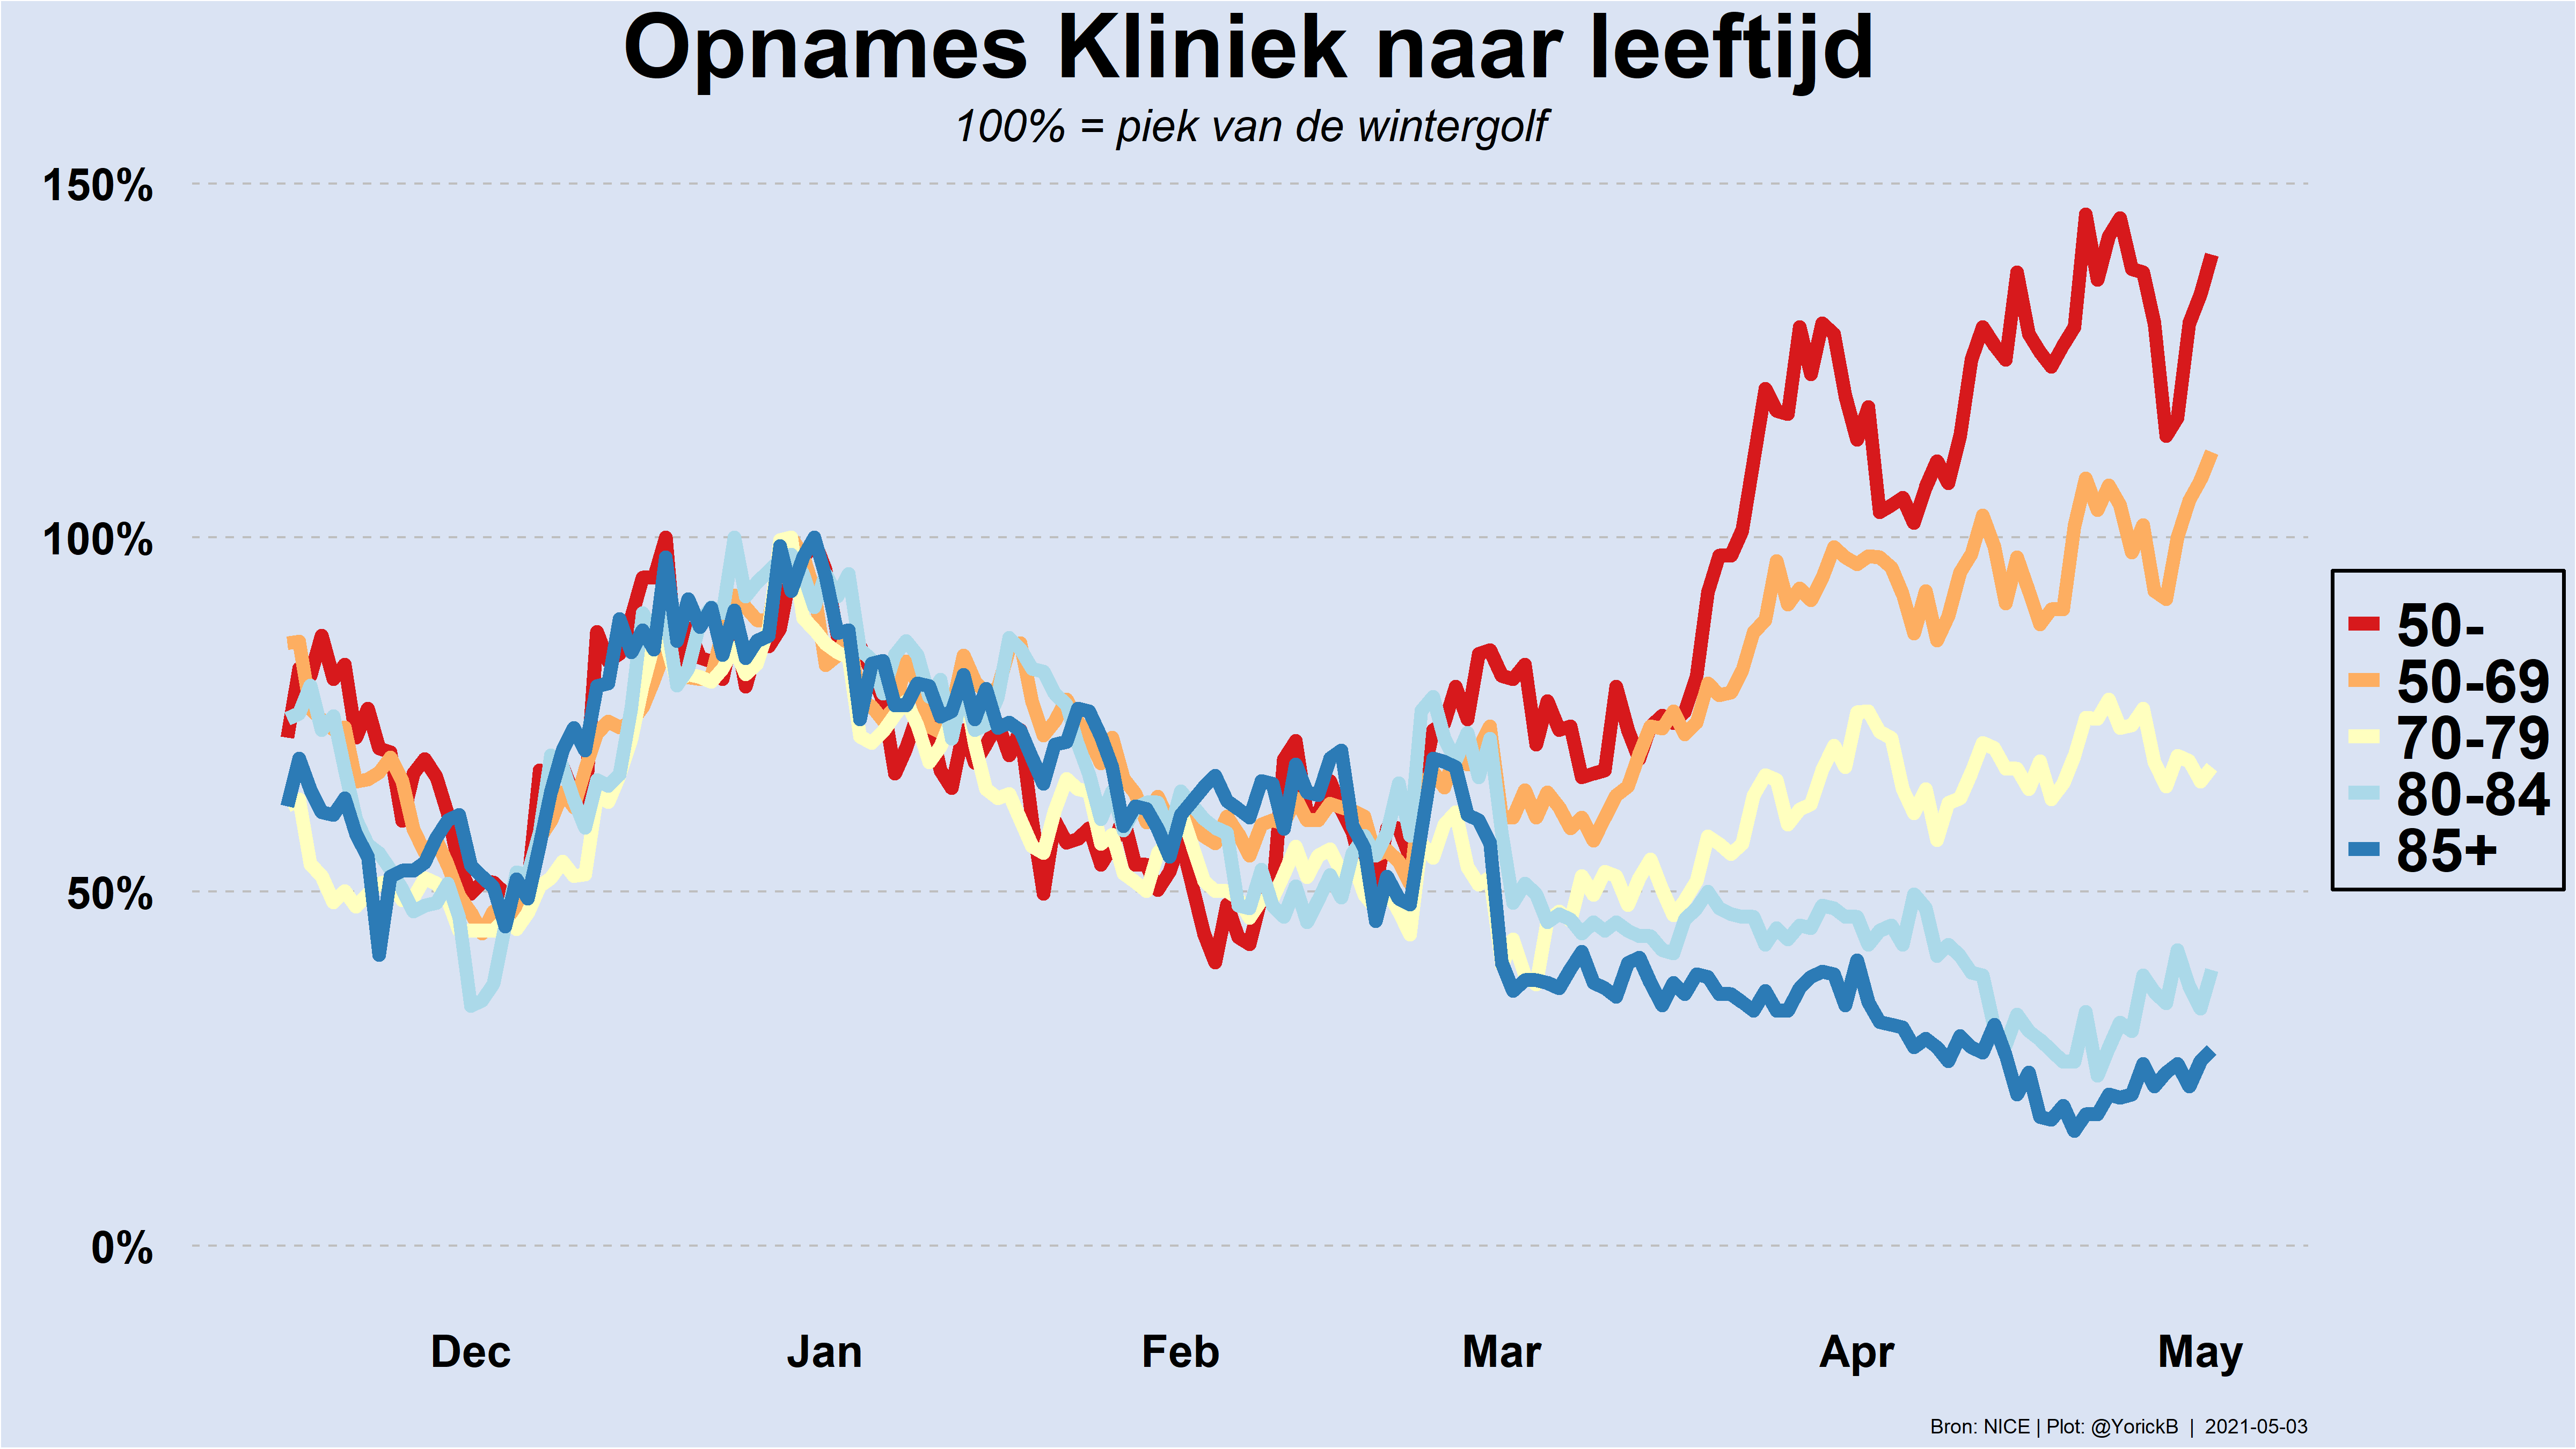 Opnames Kliniek naar leeftijd
100% = piek van de wintergolf
150%
100%
50%
0%
50-
50-69
70-79
80-84
85+
Dec Jan Feb Mar Apr May
Bron: NICE | Plot: @YorickB | 2021-05-03